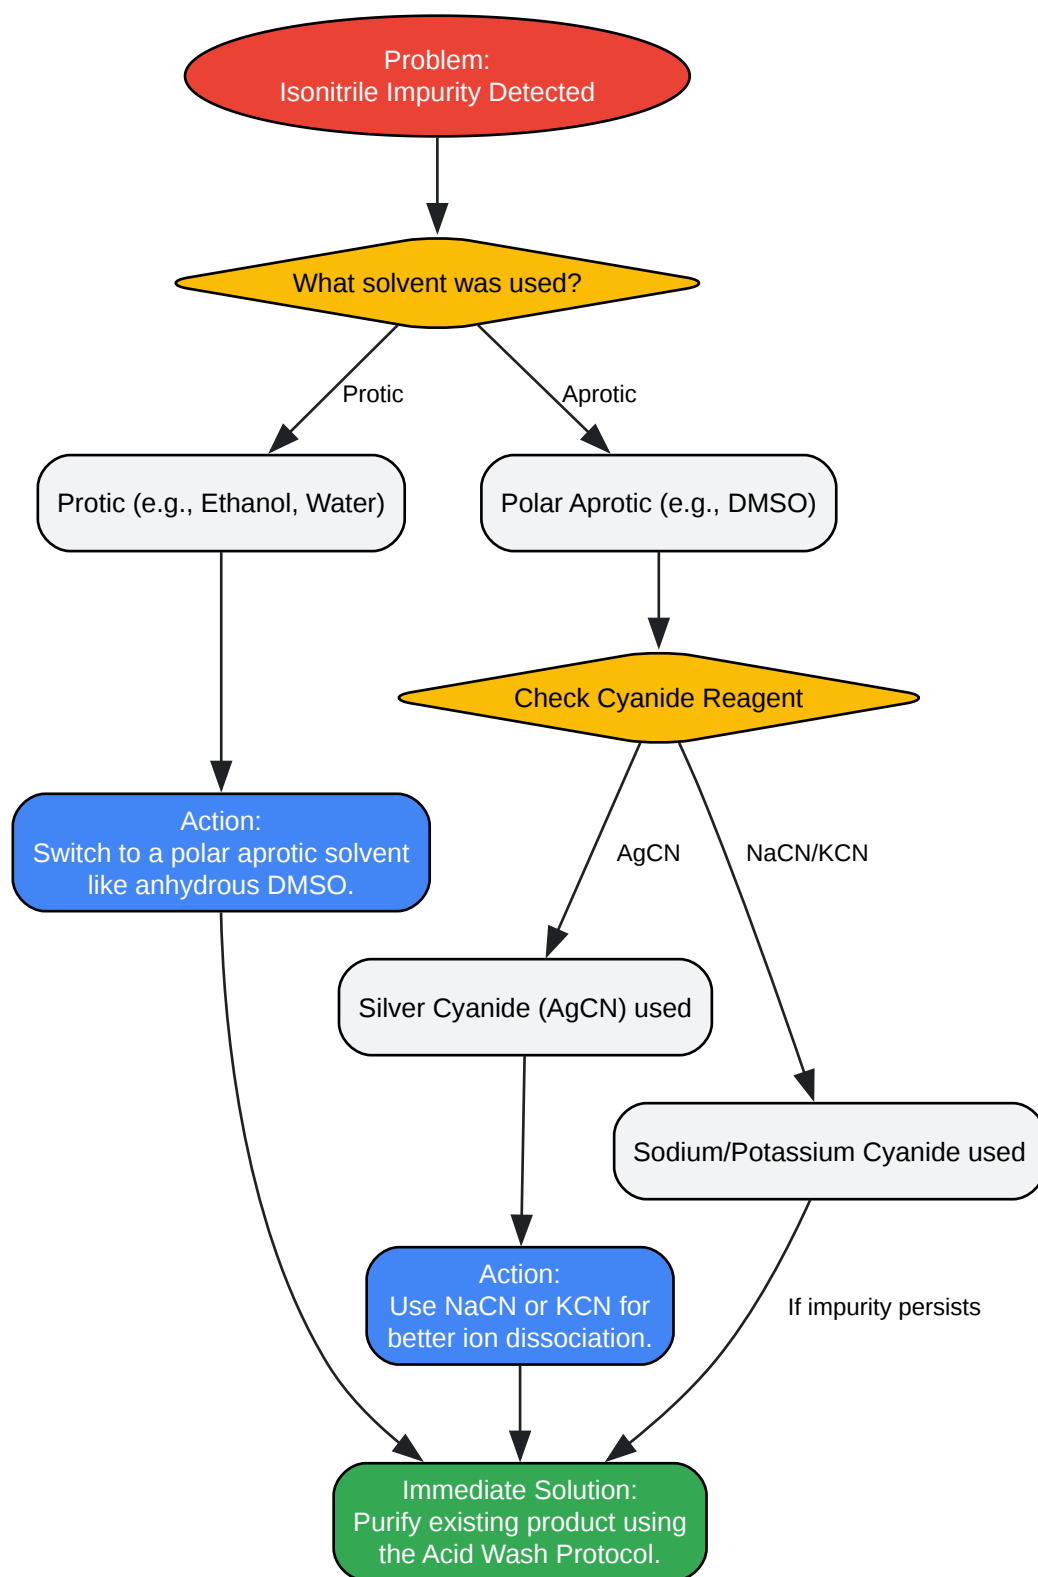 Problem:
Isonitrile Impurity Detected
What solvent was used?
Protic
Aprotic
Protic (e.g., Ethanol, Water)
Polar Aprotic (e.g., DMSO)
Check Cyanide Reagent
Action:
Switch to a polar aprotic solvent
like anhydrous DMSO.
AgCN
NaCN/KCN
Silver Cyanide (AgCN) used
Sodium/Potassium Cyanide used
Action:
Use NaCN or KCN for
better ion dissociation.
If impurity persists
Immediate Solution:
Purify existing product using
the Acid Wash Protocol.